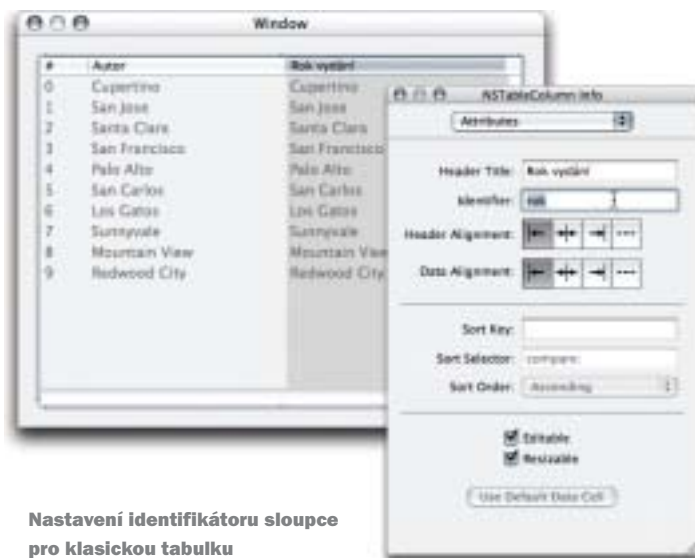 Window
# Autor Rok vydání
0 Cupertino Cupertino
1 San Jose San Jose
2 Santa Clara Santa Clara
3 San Francisco San Francisco
4 Palo Alto Palo Alto
5 San Carlos San Carlos
6 Los Gatos Los Gatos
7 Sunnyvale Sunnyvale
8 Mountain View Mountain View
9 Redwood City Redwood City
NSTableColumn Info
Attributes
Header Title: Rok vydání
Identifier: rok
Header Alignment:
Data Alignment:
Sort Key:
Sort Selector: compare:
Sort Order: Ascending
Editable
Resizable
Use Default Data Cell
Nastavení identifikátoru sloupce
pro klasickou tabulku